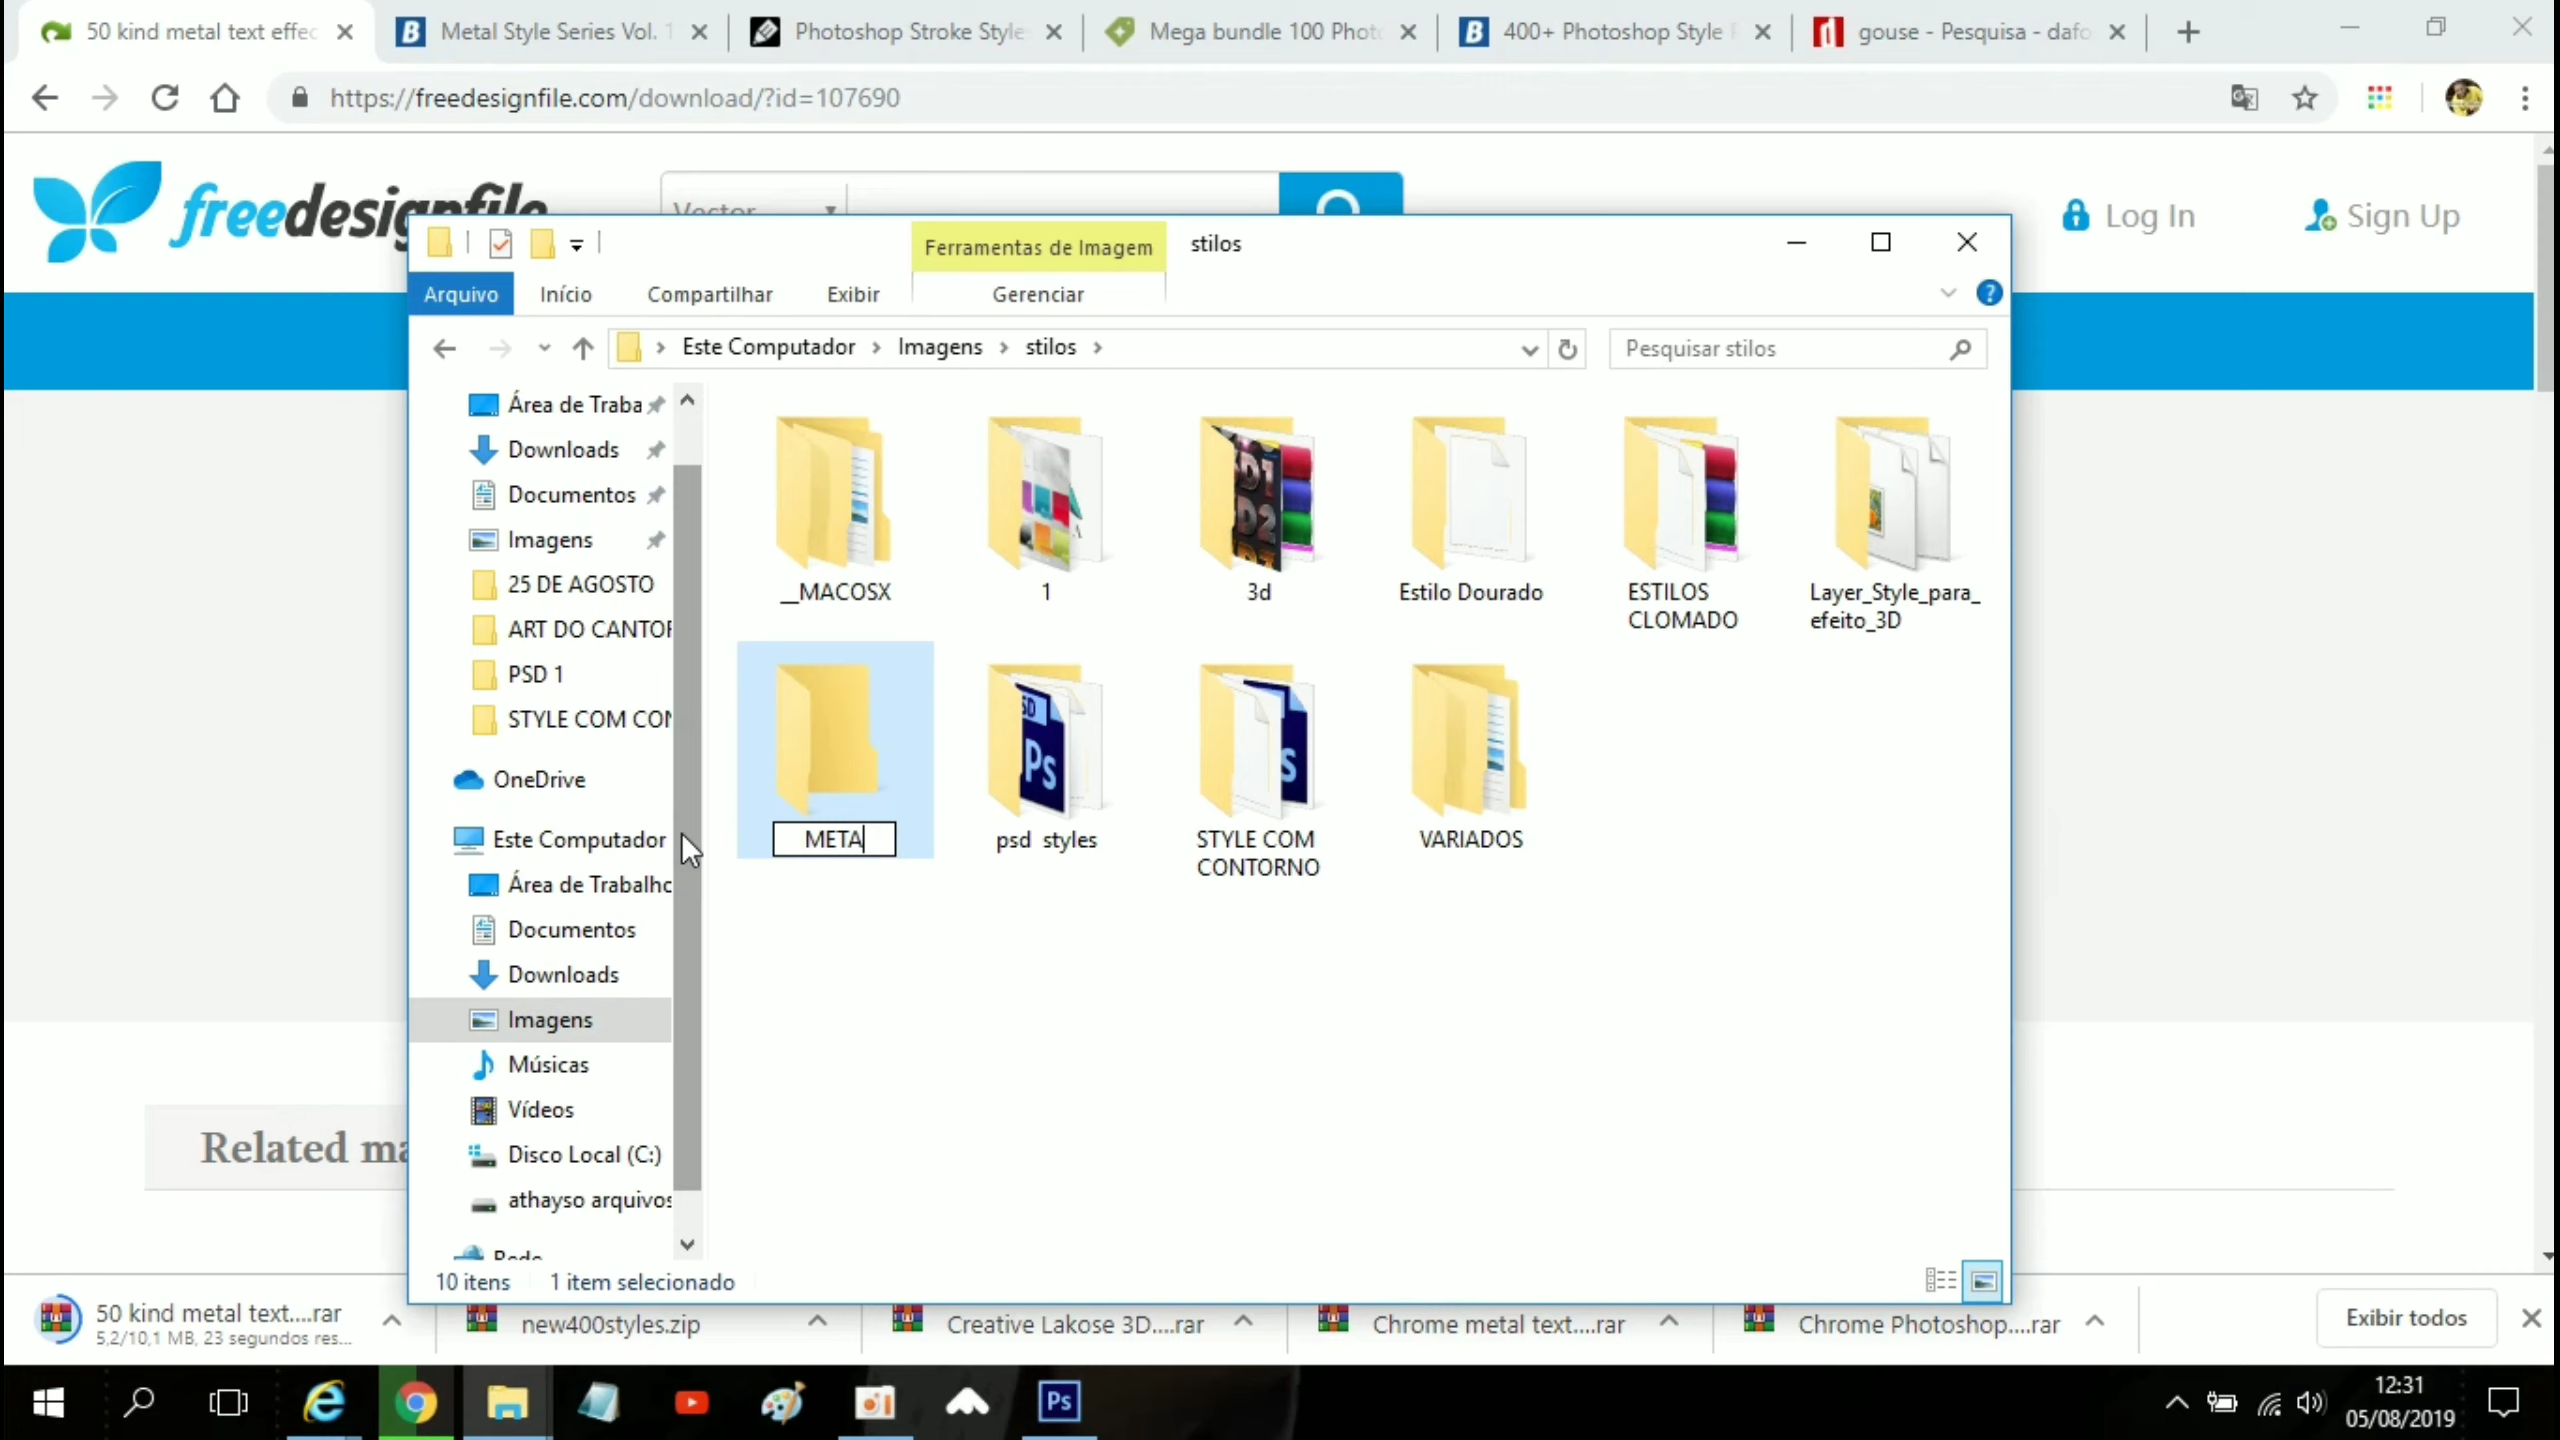 50 kind metal text effec
Metal Style Series Vol. 1
Photoshop Stroke Style
Mega bundle 100 Phot
400+ Photoshop Style
gouse - Pesquisa - dafo
https://freedesignfile.com/download/?id=107690
freedesignfile
Vector
Log In
Sign Up
Ferramentas de Imagem
stilos
Arquivo
Início
Compartilhar
Exibir
Gerenciar
Este Computador
Imagens
stilos
Pesquisar stilos
Área de Traba
Downloads
Documentos
Imagens
25 DE AGOSTO
ART DO CANTOR
PSD 1
STYLE COM CON
OneDrive
Este Computador
Área de Trabalho
Documentos
Downloads
Imagens
Músicas
Vídeos
Disco Local (C:)
athayso arquivos
Rede
__MACOSX
1
3d
Estilo Dourado
ESTILOS
CLOMADO
Layer_Style_para_
efeito_3D
META
psd styles
STYLE COM
CONTORNO
VARIADOS
Related ma
10 itens
1 item selecionado
50 kind metal text....rar
5,2/10,1 MB, 23 segundos res...
new400styles.zip
Creative Lakose 3D....rar
Chrome metal text....rar
Chrome Photoshop....rar
Exibir todos
Ps
12:31
05/08/2019